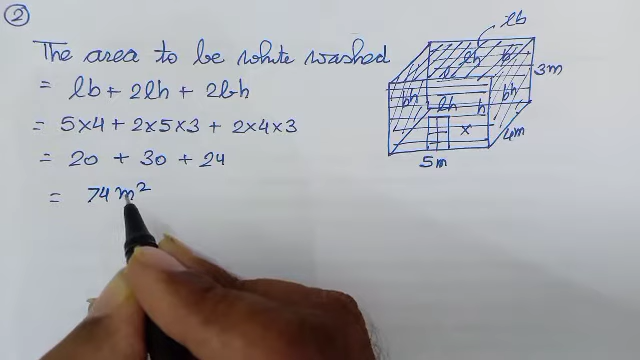 2
The area to be white washed
= lb + 2lh + 2bh
= 5×4 + 2×5×3 + 2×4×3
= 20 + 30 + 24
= 74 m²
lb
lh
b
3m
bh
bh
lh
h
x
4m
5m